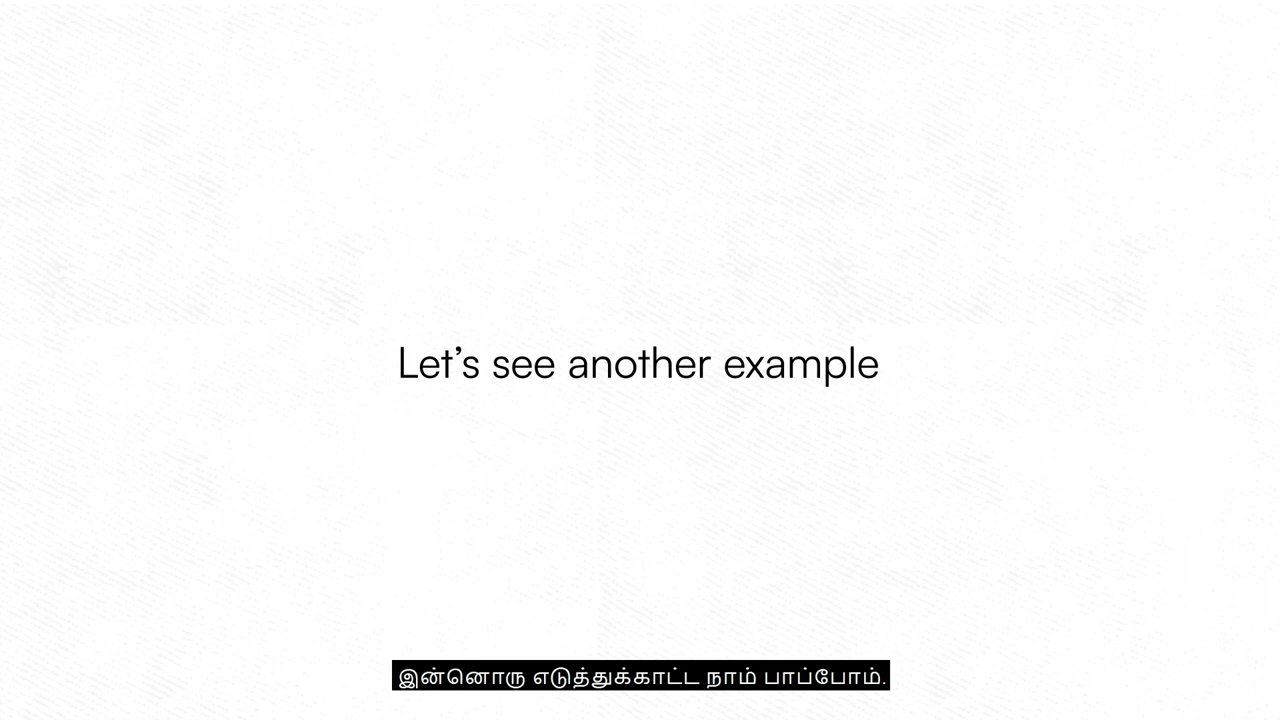 Let’s see another example
இன்னொரு எடுத்துக்காட்ட நாம் பாப்போம்.